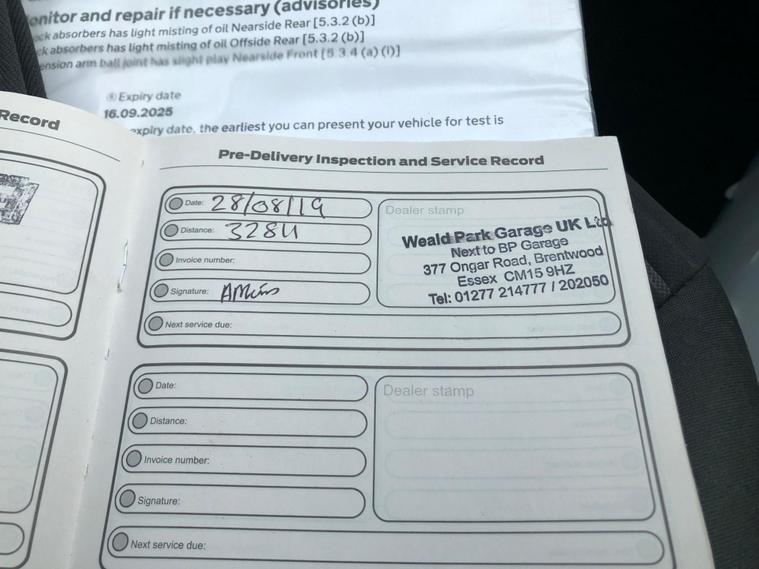 onitor and repair if necessary (advisories)
ck absorbers has light misting of oil Nearside Rear [5.3.2 (b)]
ck absorbers has light misting of oil Offside Rear [5.3.2 (b)]
ension arm ball joint has slight play Nearside Front [5.3.4 (a) (i)]
Expiry date
16.09.2025
expiry date, the earliest you can present your vehicle for test is
Record
Pre-Delivery Inspection and Service Record
Date: 28/08/19
Distance:
Invoice number:
Signature:
Next service due:
Dealer stamp
Weald Park Garage UK Ltd
Next to BP Garage
377 Ongar Road, Brentwood
Essex CM15 9HZ
Tel: 01277 214777 / 202050
Date:
Distance:
Invoice number:
Signature:
Next service due:
Dealer stamp